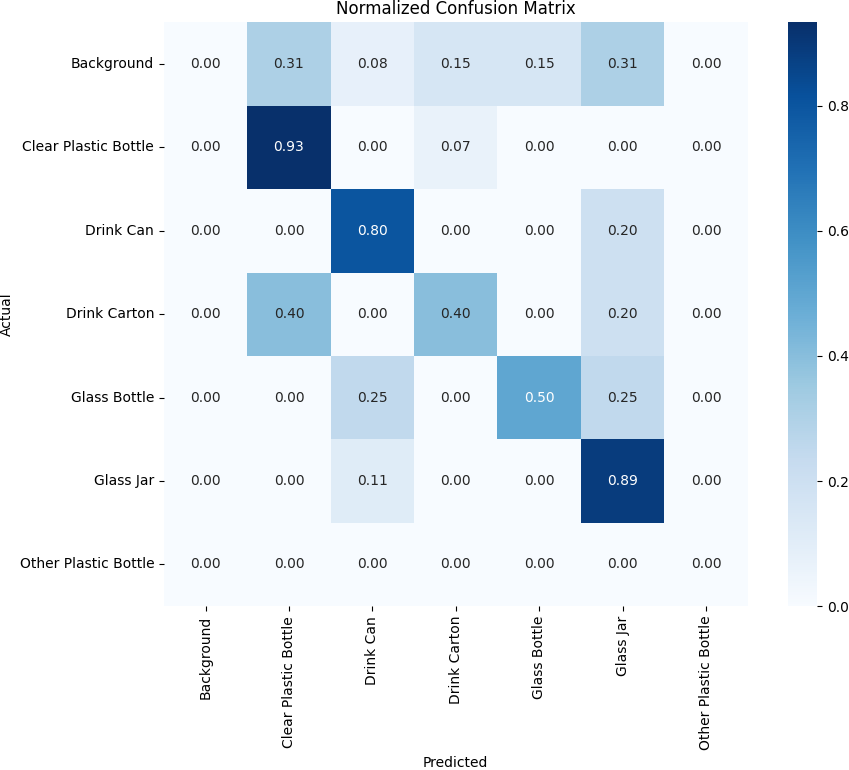 Normalized Confusion Matrix
Background 0.00 0.31 0.08 0.15 0.15 0.31 0.00
0.8
Clear Plastic Bottle 0.00 0.93 0.00 0.07 0.00 0.00 0.00
Drink Can 0.00 0.00 0.80 0.00 0.00 0.20 0.00
0.6
Actual
Drink Carton 0.00 0.40 0.00 0.40 0.00 0.20 0.00
0.4
Glass Bottle 0.00 0.00 0.25 0.00 0.50 0.25 0.00
Glass Jar 0.00 0.00 0.11 0.00 0.00 0.89 0.00
0.2
Other Plastic Bottle 0.00 0.00 0.00 0.00 0.00 0.00 0.00
0.0
Background
Clear Plastic Bottle
Drink Can
Drink Carton
Glass Bottle
Glass Jar
Other Plastic Bottle
Predicted